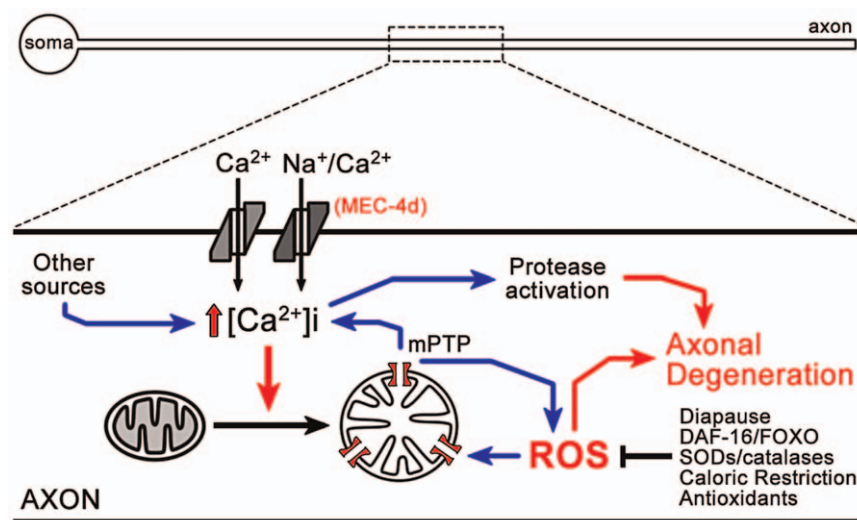 soma
axon
Ca²⁺ Na⁺/Ca²⁺
(MEC-4d)
Other
sources
[Ca²⁺]i
Protease
activation
mPTP
Axonal
Degeneration
ROS
Diapause
DAF-16/FOXO
SODs/catalases
Caloric Restriction
Antioxidants
AXON